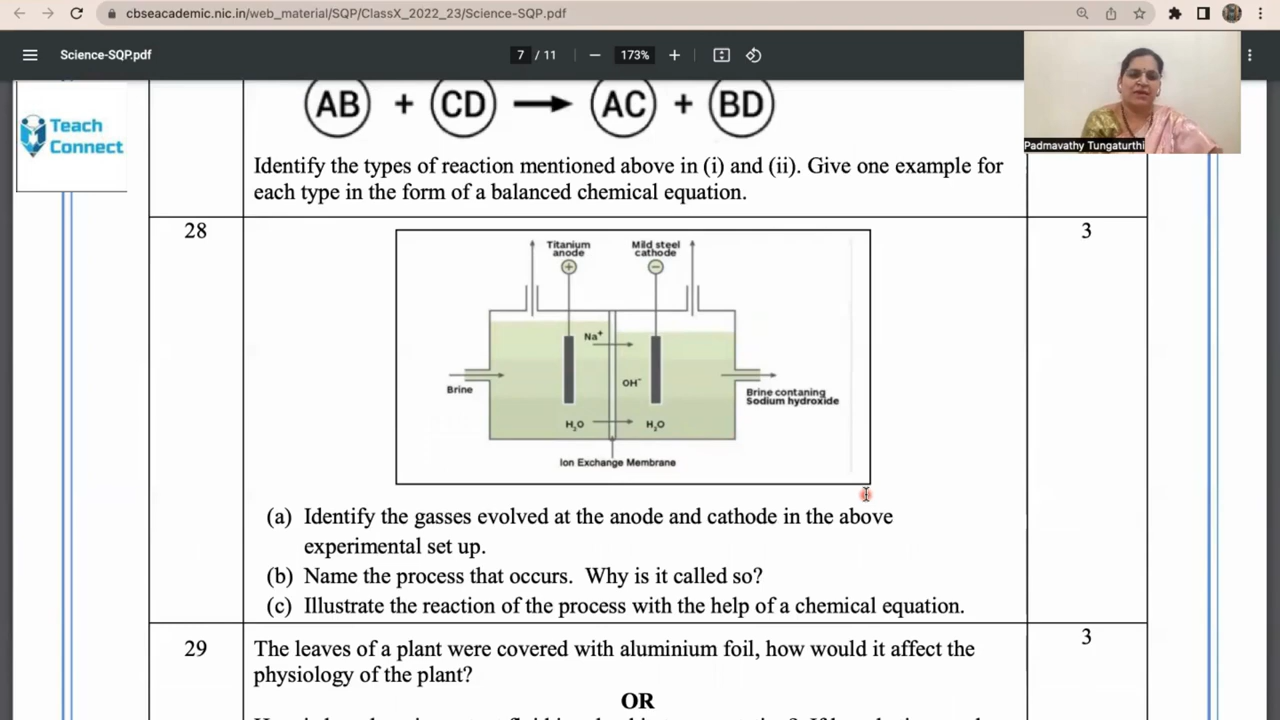 cbseacademic.nic.in/web_material/SQP/ClassX_2022_23/Science-SQP.pdf
Science-SQP.pdf
7 / 11
173%
Teach
Connect
Padmavathy Tungaturthi
AB + CD → AC + BD
Identify the types of reaction mentioned above in (i) and (ii). Give one example for
each type in the form of a balanced chemical equation.
28
3
Titanium
anode
Mild steel
cathode
+
−
Na⁺
OH⁻
Brine
H₂O
H₂O
Brine contaning
Sodium hydroxide
Ion Exchange Membrane
(a) Identify the gasses evolved at the anode and cathode in the above
experimental set up.
(b) Name the process that occurs. Why is it called so?
(c) Illustrate the reaction of the process with the help of a chemical equation.
29
3
The leaves of a plant were covered with aluminium foil, how would it affect the
physiology of the plant?
OR